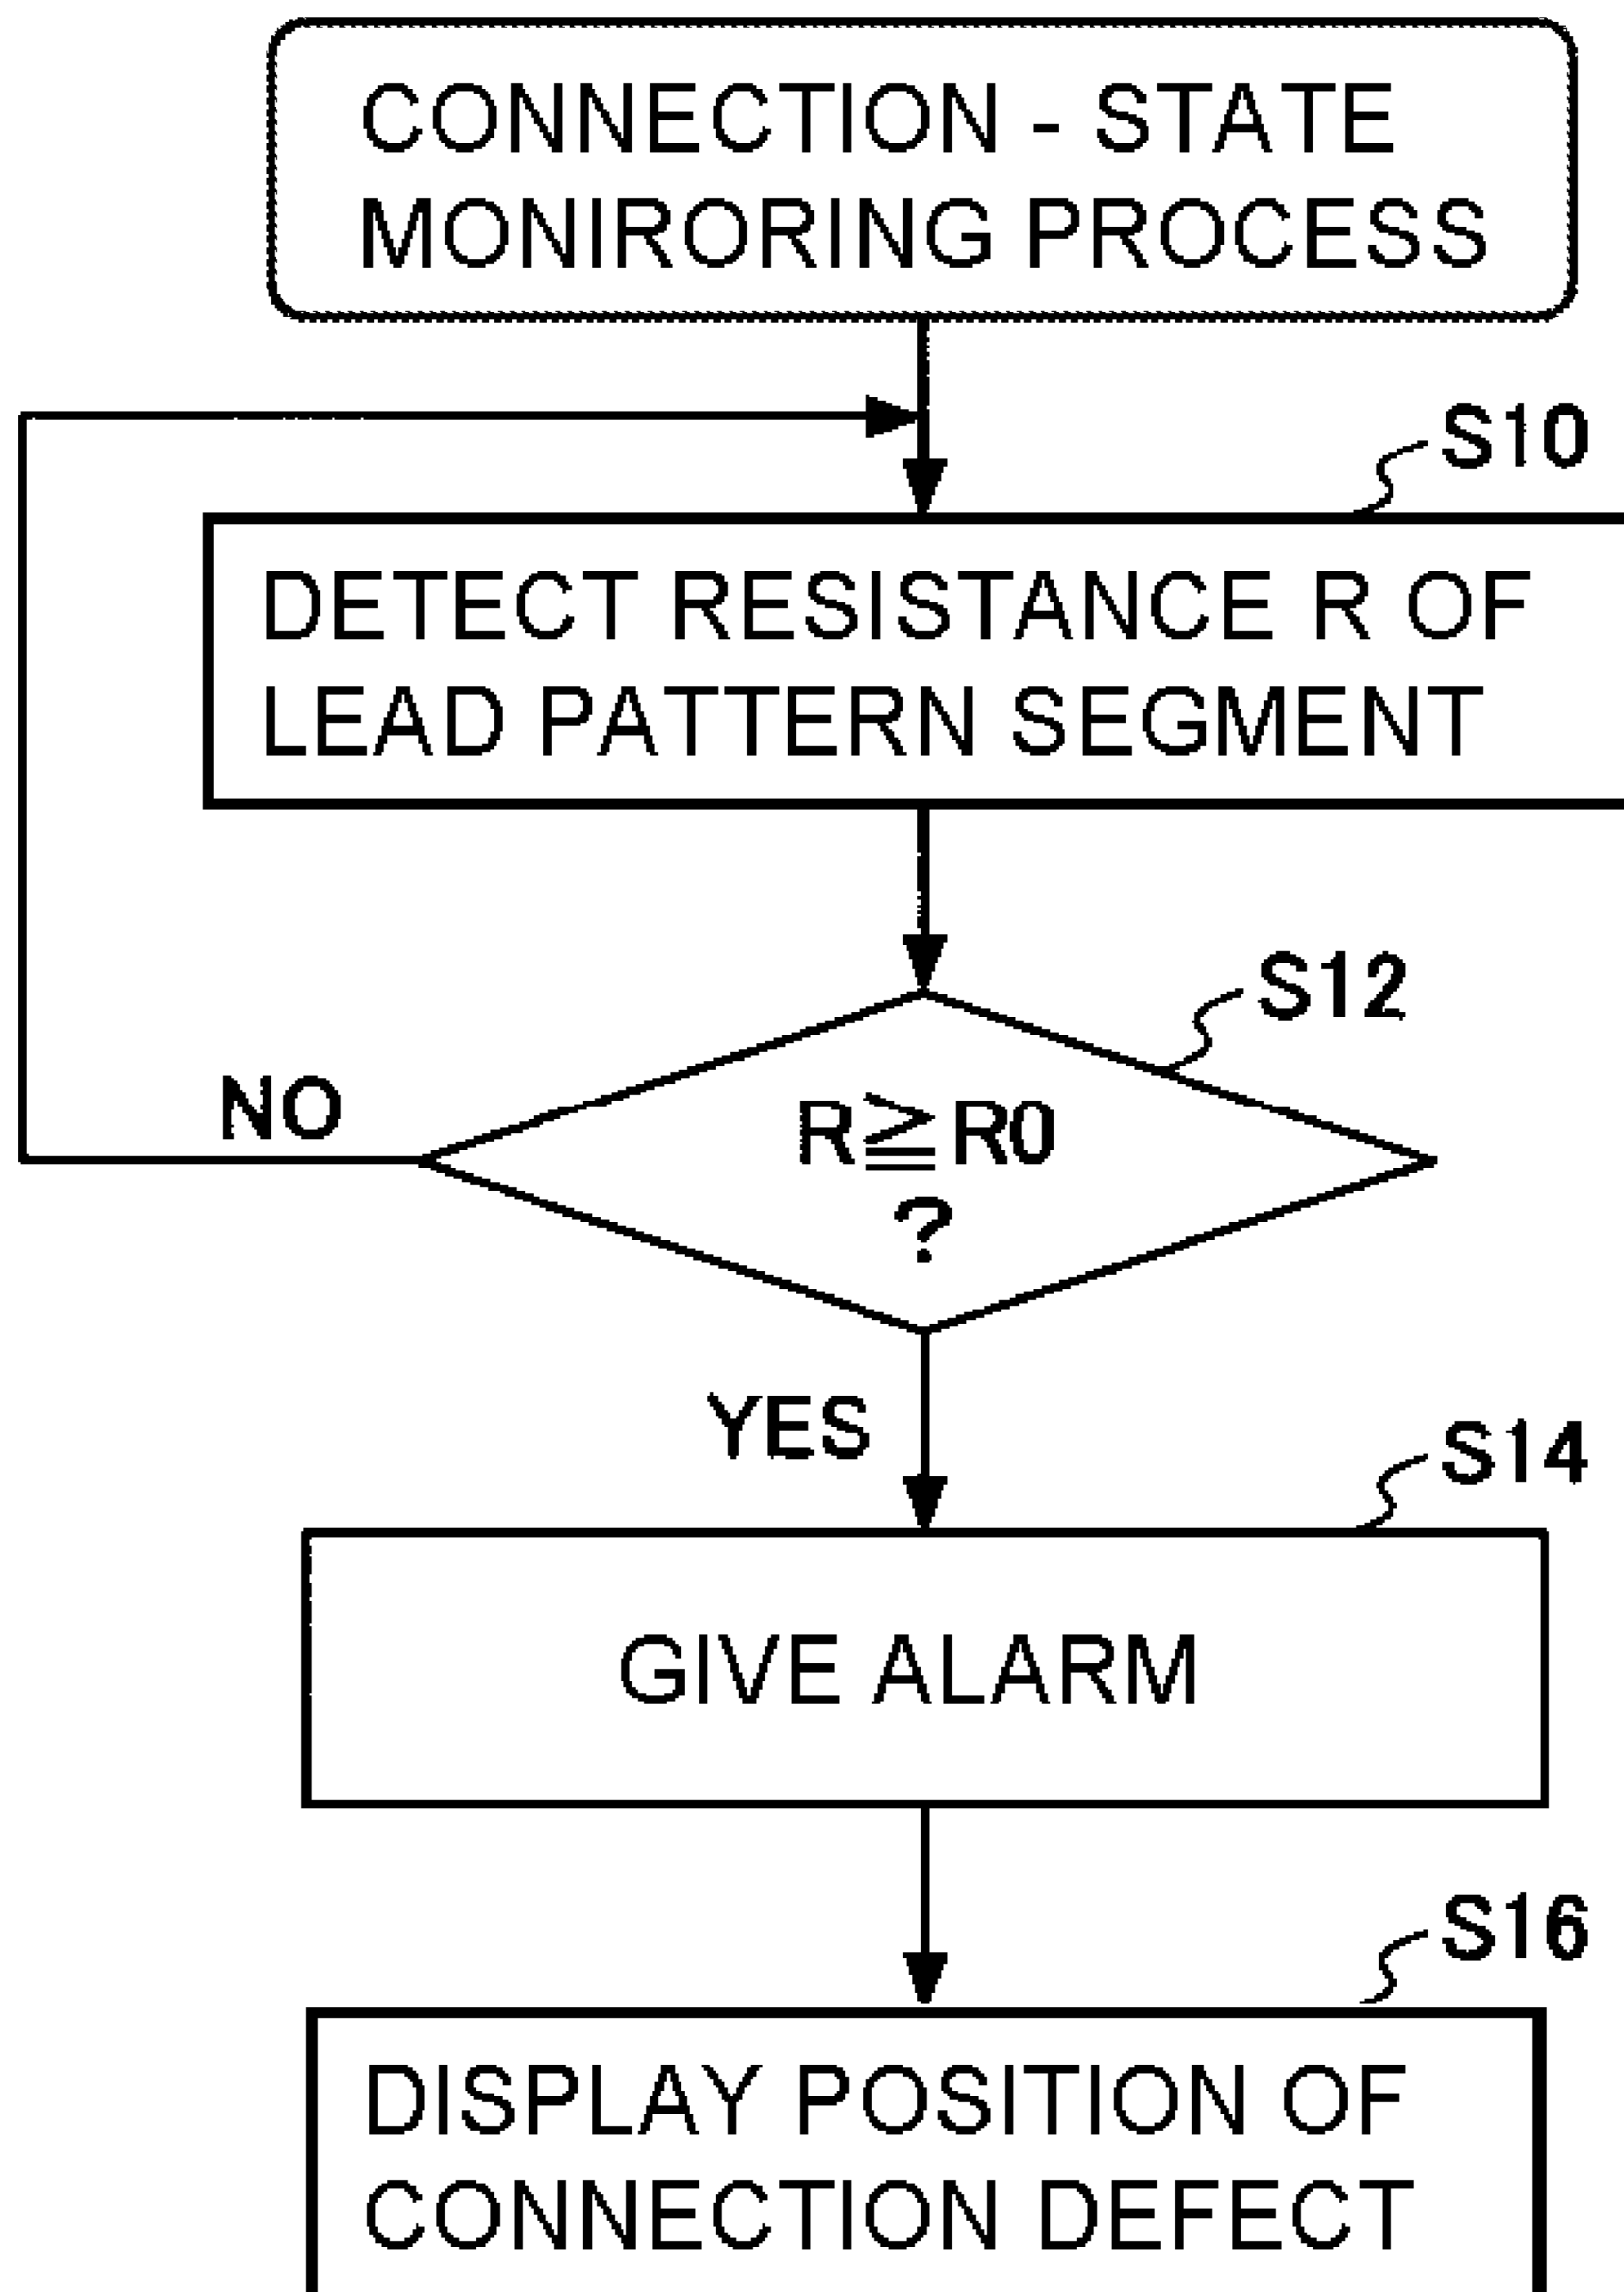 CONNECTION - STATE
MONIRORING PROCESS
S10
DETECT RESISTANCE R OF
LEAD PATTERN SEGMENT
S12
NO
R≧R0
?
YES
S14
GIVE ALARM
S16
DISPLAY POSITION OF
CONNECTION DEFECT